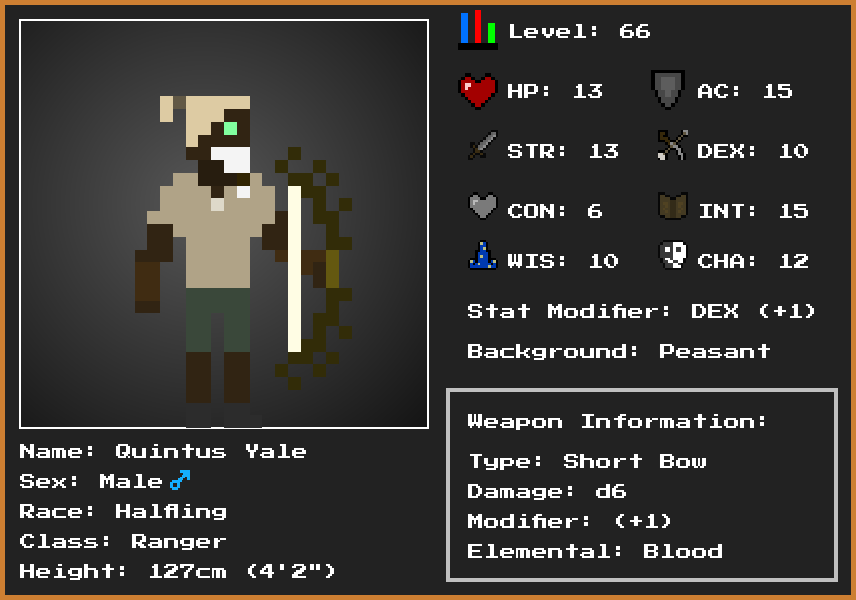 Level: 66
HP: 13 AC: 15
STR: 13 DEX: 10
CON: 6 INT: 15
WIS: 10 CHA: 12
Stat Modifier: DEX (+1)
Background: Peasant
Weapon Information:
Type: Short Bow
Damage: d6
Modifier: (+1)
Elemental: Blood
Name: Quintus Yale
Sex: Male ♂
Race: Halfling
Class: Ranger
Height: 127cm (4'2")